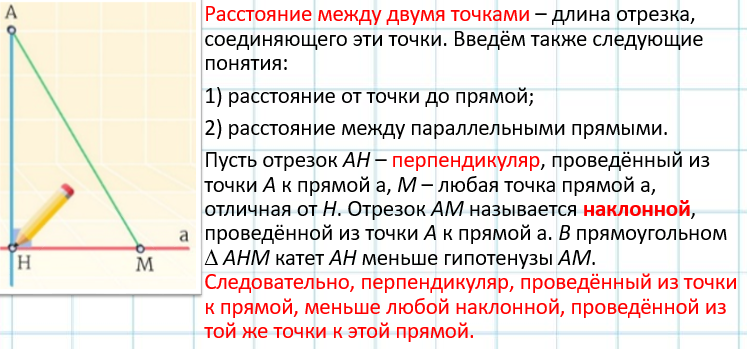 A
a
H
M
Расстояние между двумя точками – длина отрезка,
соединяющего эти точки. Введём также следующие
понятия:
1) расстояние от точки до прямой;
2) расстояние между параллельными прямыми.
Пусть отрезок AH – перпендикуляр, проведённый из
точки A к прямой a, M – любая точка прямой a,
отличная от H. Отрезок AM называется наклонной,
проведённой из точки A к прямой a. В прямоугольном
∆ AHM катет AH меньше гипотенузы AM.
Следовательно, перпендикуляр, проведённый из точки
к прямой, меньше любой наклонной, проведённой из
той же точки к этой прямой.